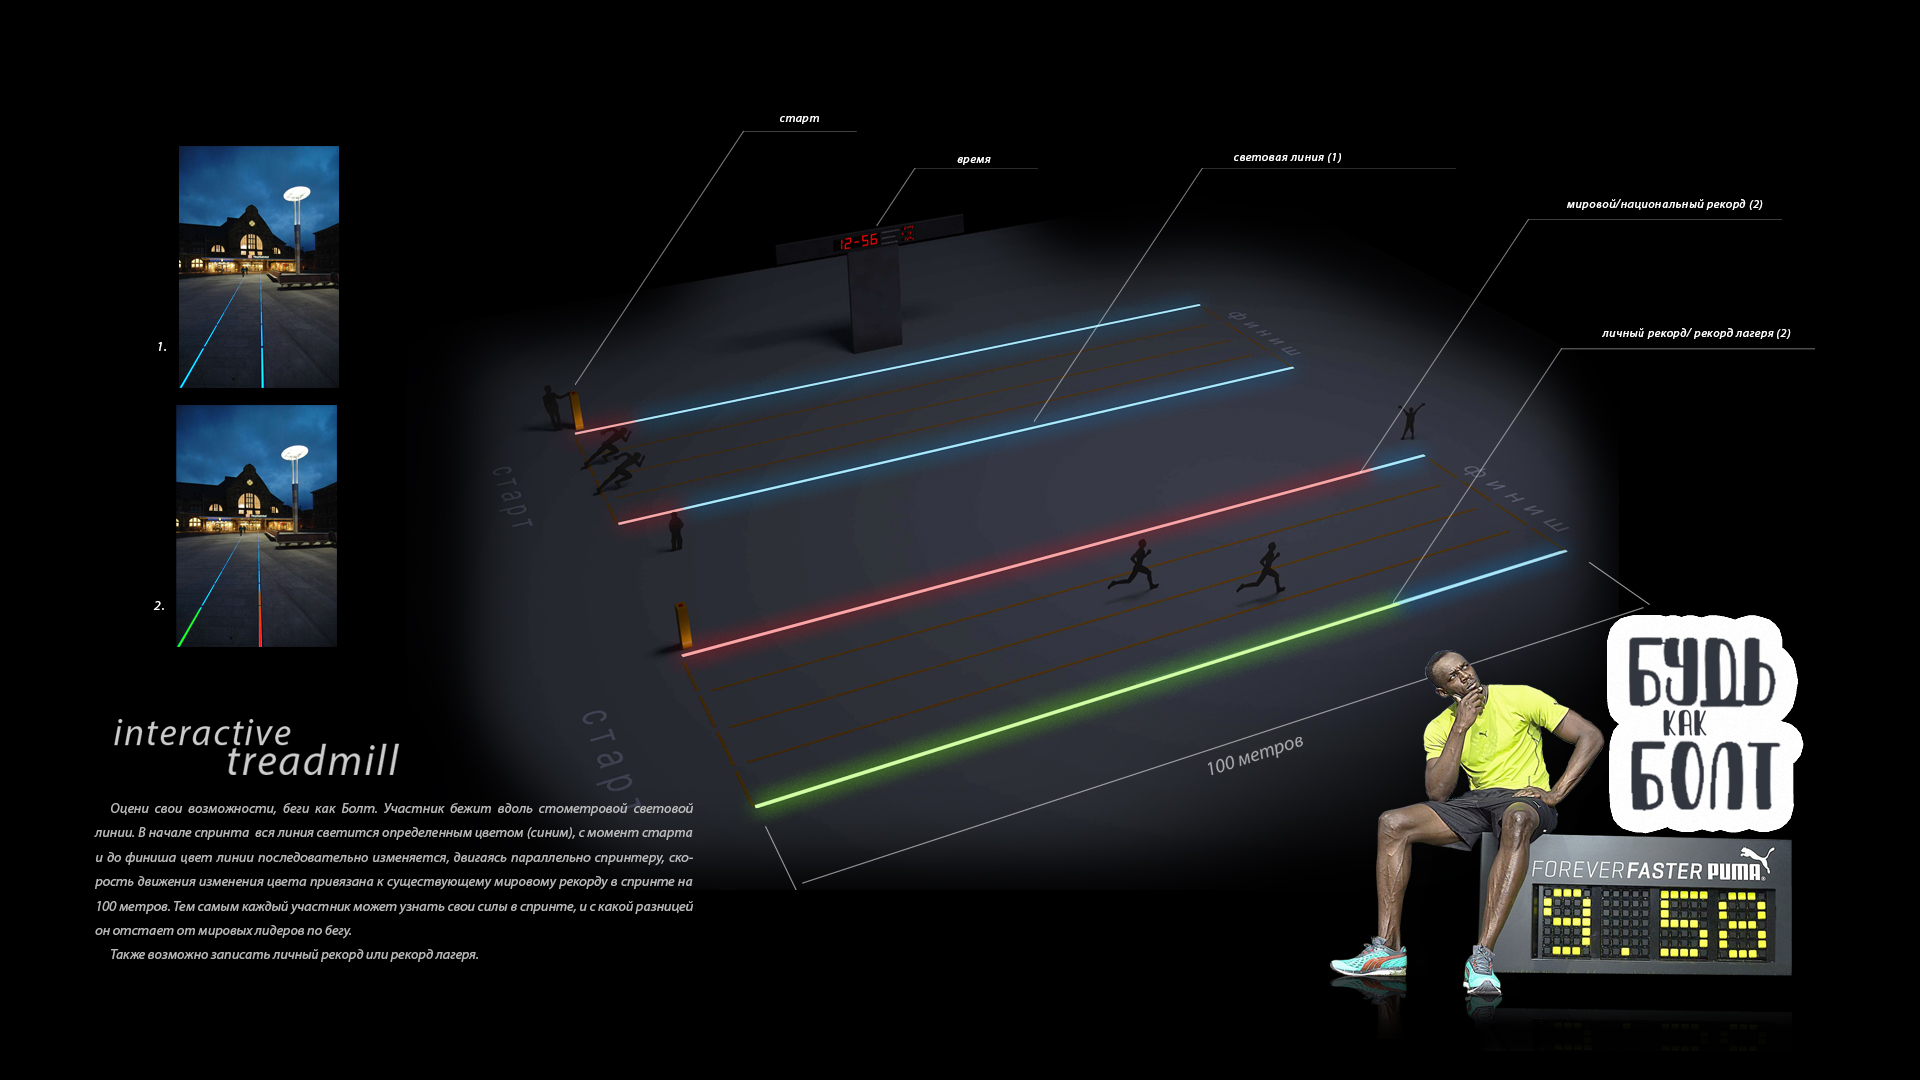 старт
время
12-56
световая линия (1)
мировой/национальный рекорд (2)
личный рекорд/ рекорд лагеря (2)
1.
2.
финиш
старт
финиш
старт
100 метров
interactive
treadmill
Оцени свои возможности, беги как Болт. Участник бежит вдоль стометровой световой
линии. В начале спринта вся линия светится определенным цветом (синим), с момент старта
и до финиша цвет линии последовательно изменяется, двигаясь параллельно спринтеру, ско-
рость движения изменения цвета привязана к существующему мировому рекорду в спринте на
100 метров. Тем самым каждый участник может узнать свои силы в спринте, и с какой разницей
он отстает от мировых лидеров по бегу.
Также возможно записать личный рекорд или рекорд лагеря.
БУДЬ
КАК
БОЛТ
FOREVER FASTER PUMA
9.58